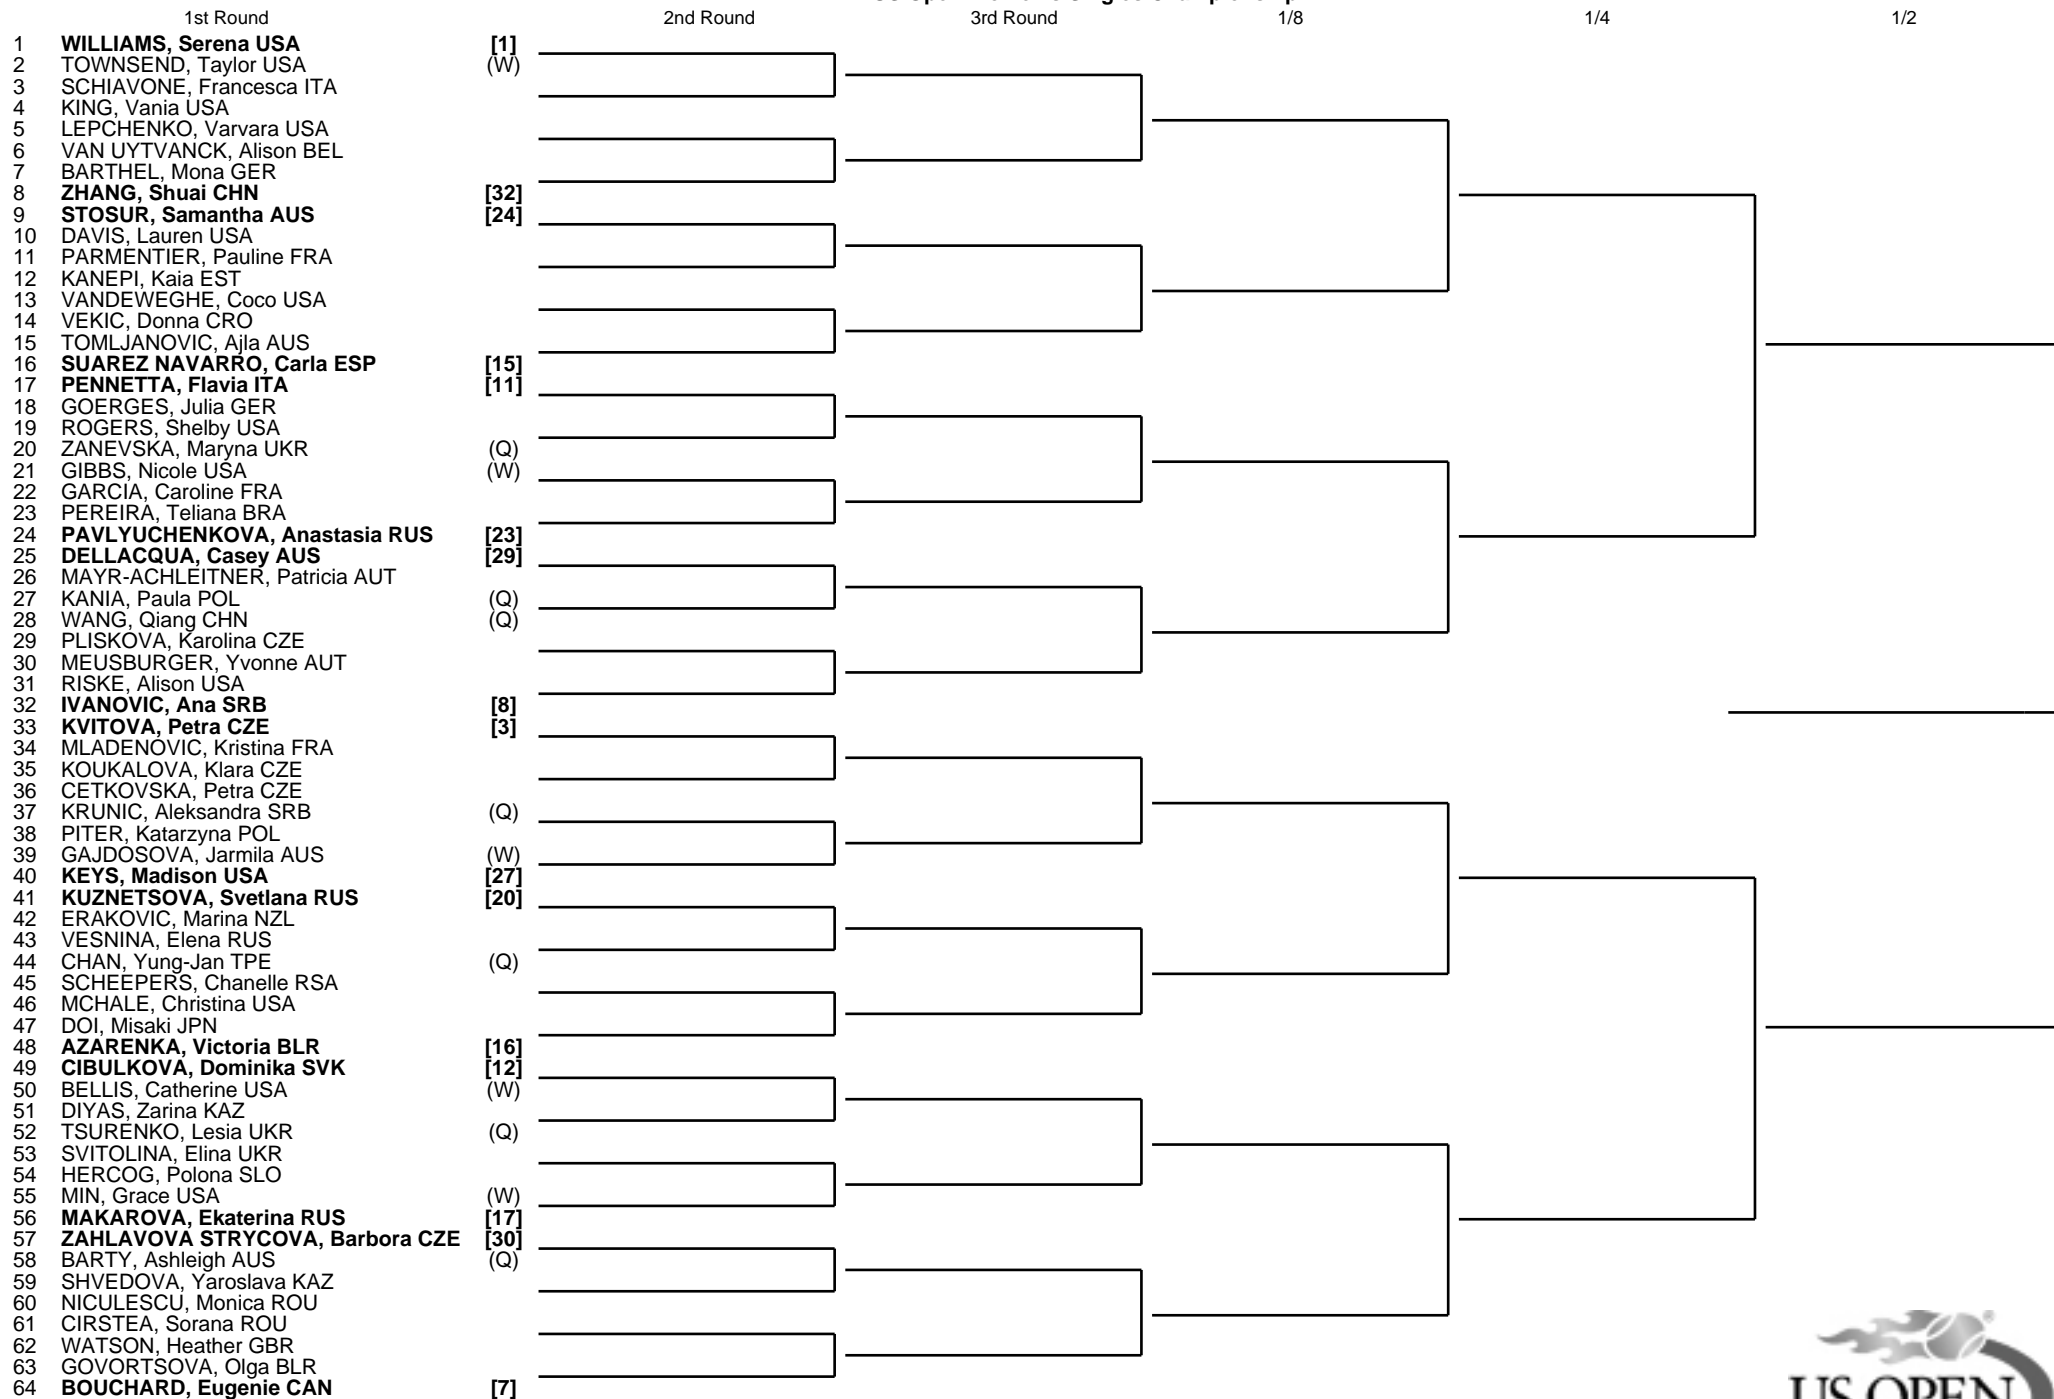 1st Round 2nd Round 3rd Round 1/8 1/4 1/2
1 WILLIAMS, Serena USA [1]
2 TOWNSEND, Taylor USA (W)
3 SCHIAVONE, Francesca ITA
4 KING, Vania USA
5 LEPCHENKO, Varvara USA
6 VAN UYTVANCK, Alison BEL
7 BARTHEL, Mona GER
8 ZHANG, Shuai CHN [32]
9 STOSUR, Samantha AUS [24]
10 DAVIS, Lauren USA
11 PARMENTIER, Pauline FRA
12 KANEPI, Kaia EST
13 VANDEWEGHE, Coco USA
14 VEKIC, Donna CRO
15 TOMLJANOVIC, Ajla AUS
16 SUAREZ NAVARRO, Carla ESP [15]
17 PENNETTA, Flavia ITA [11]
18 GOERGES, Julia GER
19 ROGERS, Shelby USA
20 ZANEVSKA, Maryna UKR (Q)
21 GIBBS, Nicole USA (W)
22 GARCIA, Caroline FRA
23 PEREIRA, Teliana BRA
24 PAVLYUCHENKOVA, Anastasia RUS [23]
25 DELLACQUA, Casey AUS [29]
26 MAYR-ACHLEITNER, Patricia AUT
27 KANIA, Paula POL (Q)
28 WANG, Qiang CHN (Q)
29 PLISKOVA, Karolina CZE
30 MEUSBURGER, Yvonne AUT
31 RISKE, Alison USA
32 IVANOVIC, Ana SRB [8]
33 KVITOVA, Petra CZE [3]
34 MLADENOVIC, Kristina FRA
35 KOUKALOVA, Klara CZE
36 CETKOVSKA, Petra CZE
37 KRUNIC, Aleksandra SRB (Q)
38 PITER, Katarzyna POL
39 GAJDOSOVA, Jarmila AUS (W)
40 KEYS, Madison USA [27]
41 KUZNETSOVA, Svetlana RUS [20]
42 ERAKOVIC, Marina NZL
43 VESNINA, Elena RUS
44 CHAN, Yung-Jan TPE (Q)
45 SCHEEPERS, Chanelle RSA
46 MCHALE, Christina USA
47 DOI, Misaki JPN
48 AZARENKA, Victoria BLR [16]
49 CIBULKOVA, Dominika SVK [12]
50 BELLIS, Catherine USA (W)
51 DIYAS, Zarina KAZ
52 TSURENKO, Lesia UKR (Q)
53 SVITOLINA, Elina UKR
54 HERCOG, Polona SLO
55 MIN, Grace USA (W)
56 MAKAROVA, Ekaterina RUS [17]
57 ZAHLAVOVA STRYCOVA, Barbora CZE [30]
58 BARTY, Ashleigh AUS (Q)
59 SHVEDOVA, Yaroslava KAZ
60 NICULESCU, Monica ROU
61 CIRSTEA, Sorana ROU
62 WATSON, Heather GBR
63 GOVORTSOVA, Olga BLR
64 BOUCHARD, Eugenie CAN [7]
US OPEN